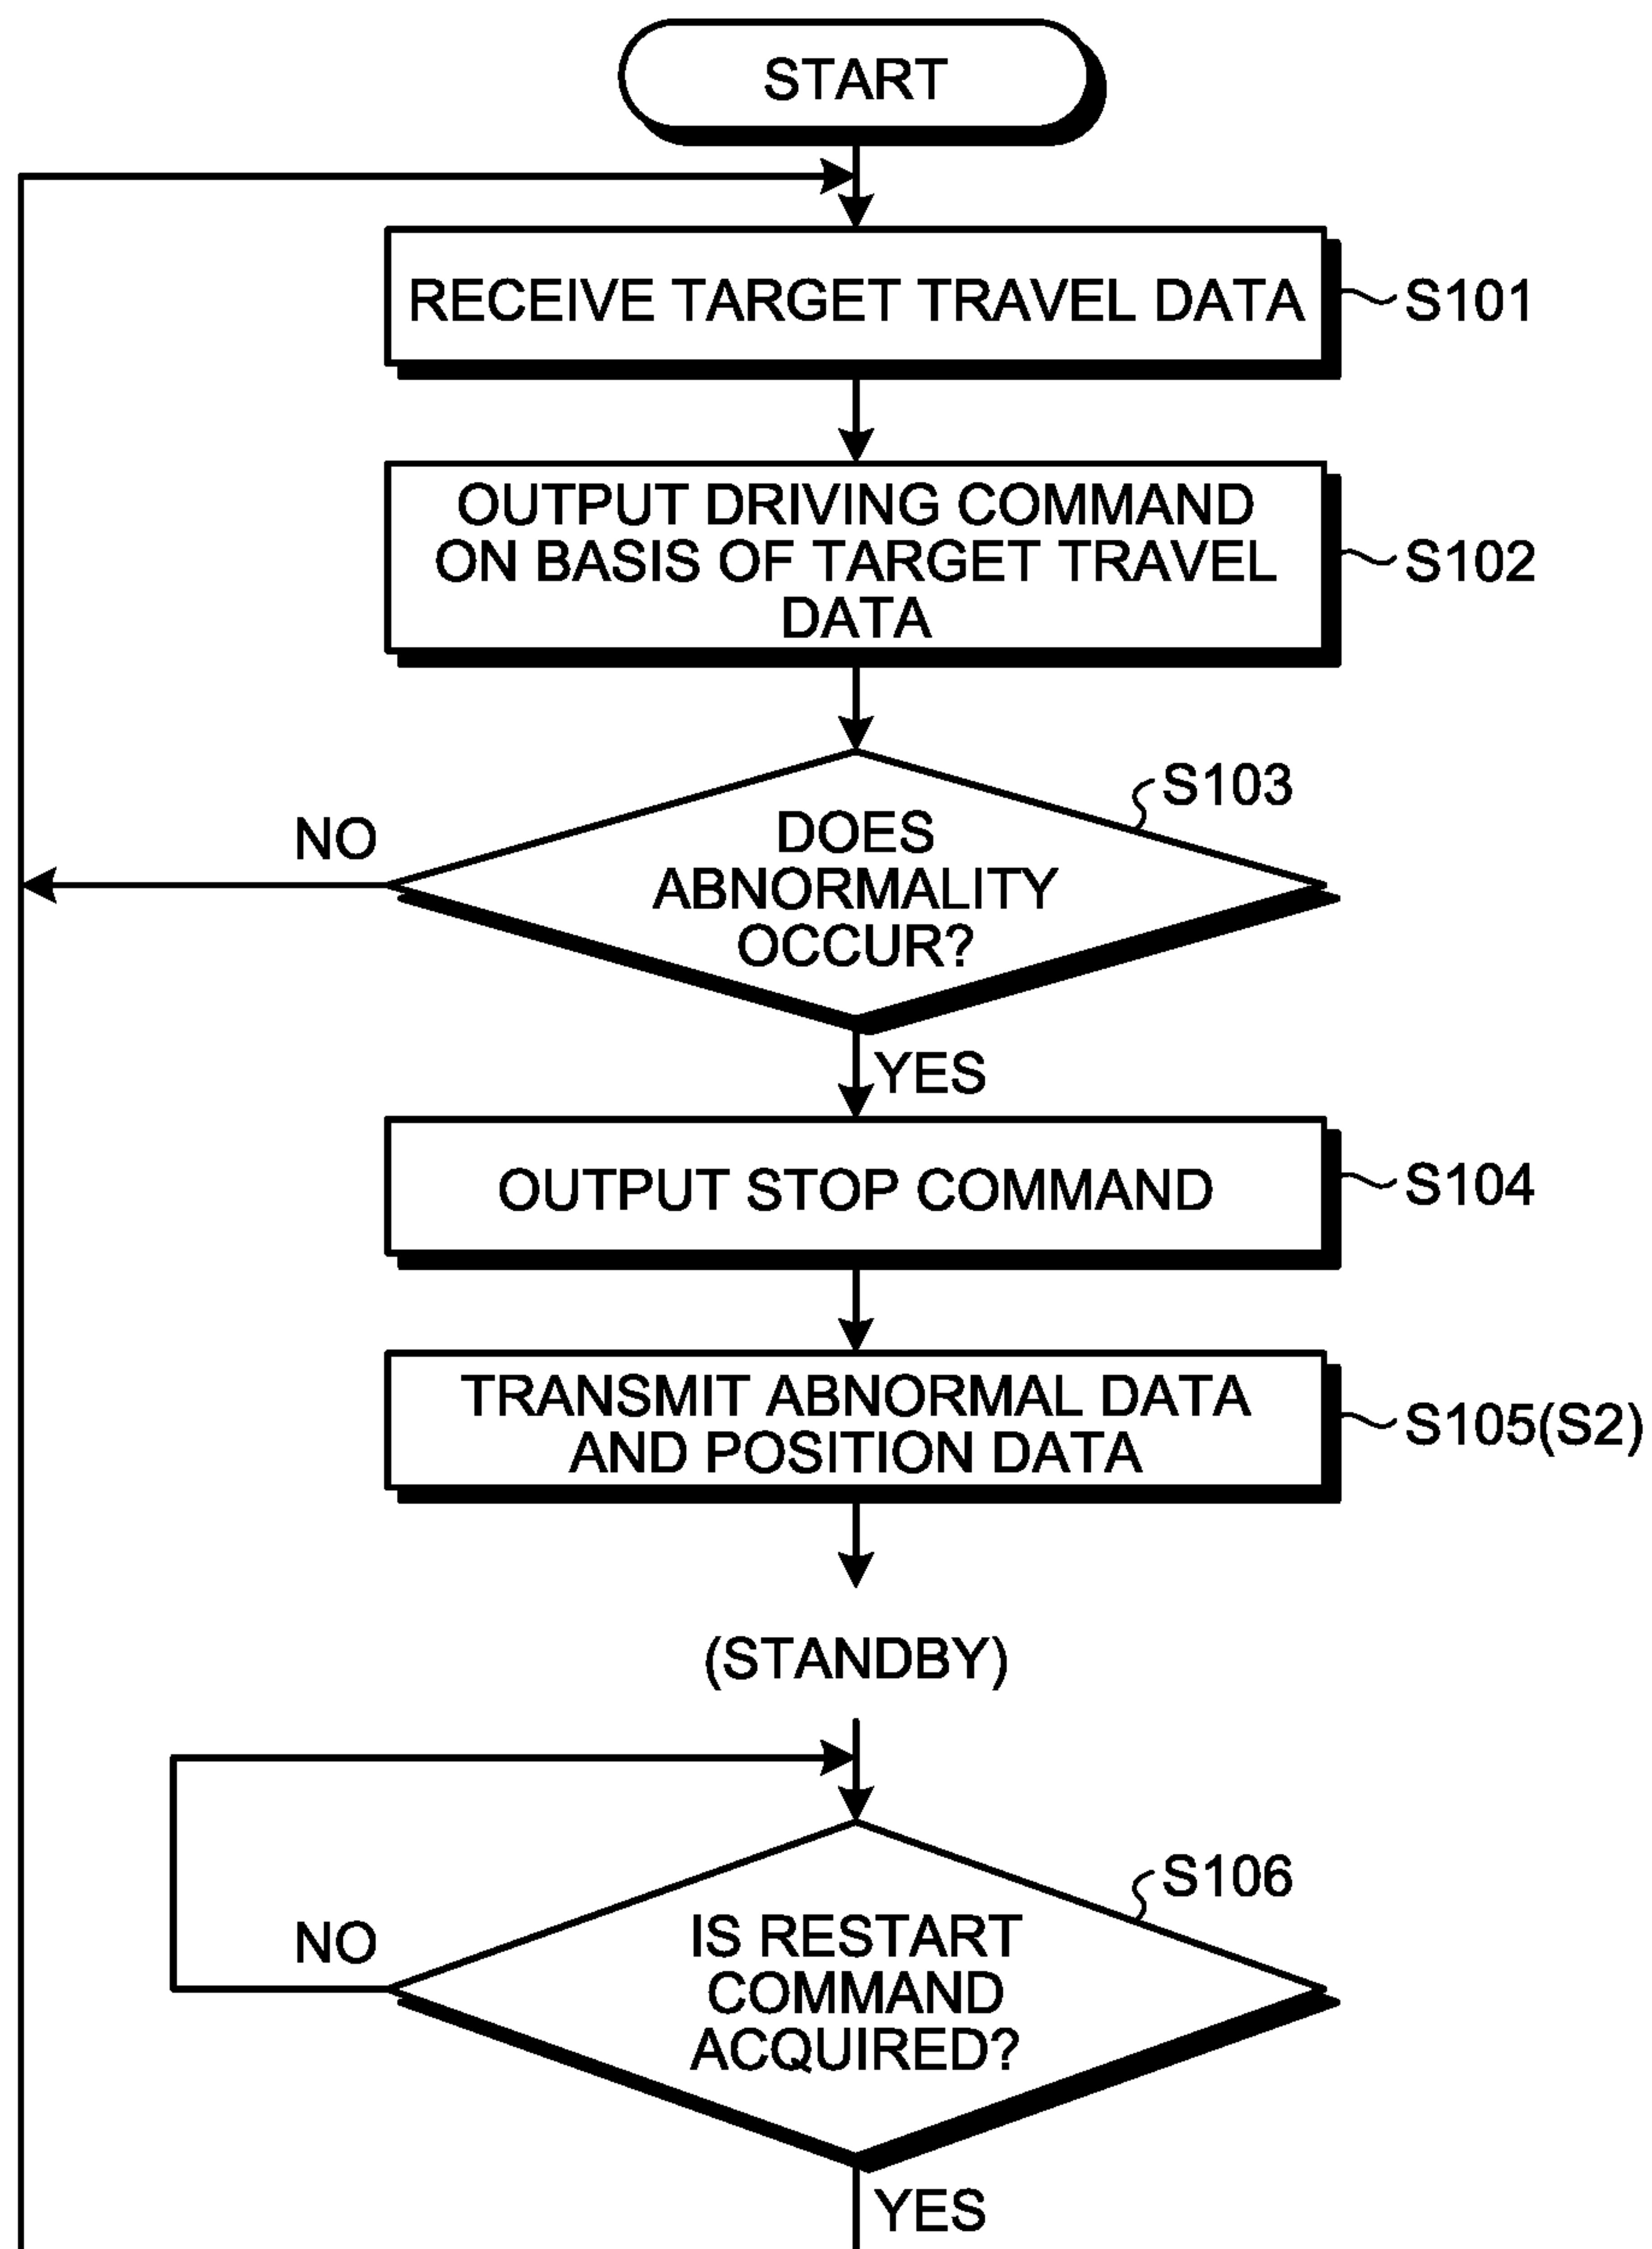 START
RECEIVE TARGET TRAVEL DATA
S101
OUTPUT DRIVING COMMAND
ON BASIS OF TARGET TRAVEL
DATA
S102
S103
DOES
ABNORMALITY
OCCUR?
NO
YES
OUTPUT STOP COMMAND
S104
TRANSMIT ABNORMAL DATA
AND POSITION DATA
S105(S2)
(STANDBY)
S106
IS RESTART
COMMAND
ACQUIRED?
NO
YES